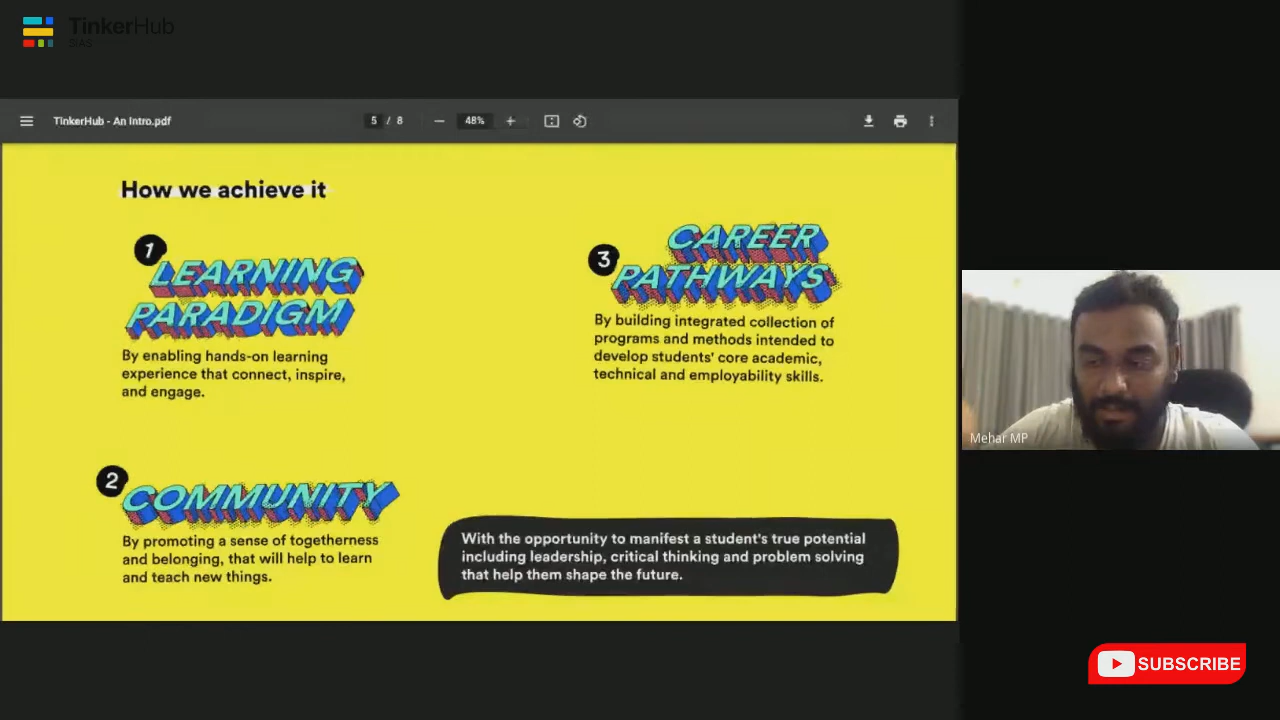 TinkerHub
SIAS
TinkerHub - An Intro.pdf
5 / 8
48%
How we achieve it
1
LEARNING
PARADIGM
By enabling hands-on learning
experience that connect, inspire,
and engage.
2
COMMUNITY
By promoting a sense of togetherness
and belonging, that will help to learn
and teach new things.
3
CAREER
PATHWAYS
By building integrated collection of
programs and methods intended to
develop students' core academic,
technical and employability skills.
With the opportunity to manifest a student's true potential
including leadership, critical thinking and problem solving
that help them shape the future.
Mehar MP
SUBSCRIBE